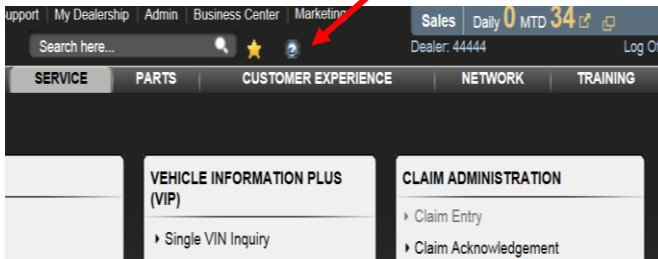 upport | My Dealership | Admin | Business Center | Marketing
Sales Daily 0 MTD 34
Search here...
?
Dealer: 44444
Log O
SERVICE PARTS CUSTOMER EXPERIENCE NETWORK TRAINING
VEHICLE INFORMATION PLUS
(VIP)
Single VIN Inquiry
CLAIM ADMINISTRATION
Claim Entry
Claim Acknowledgement